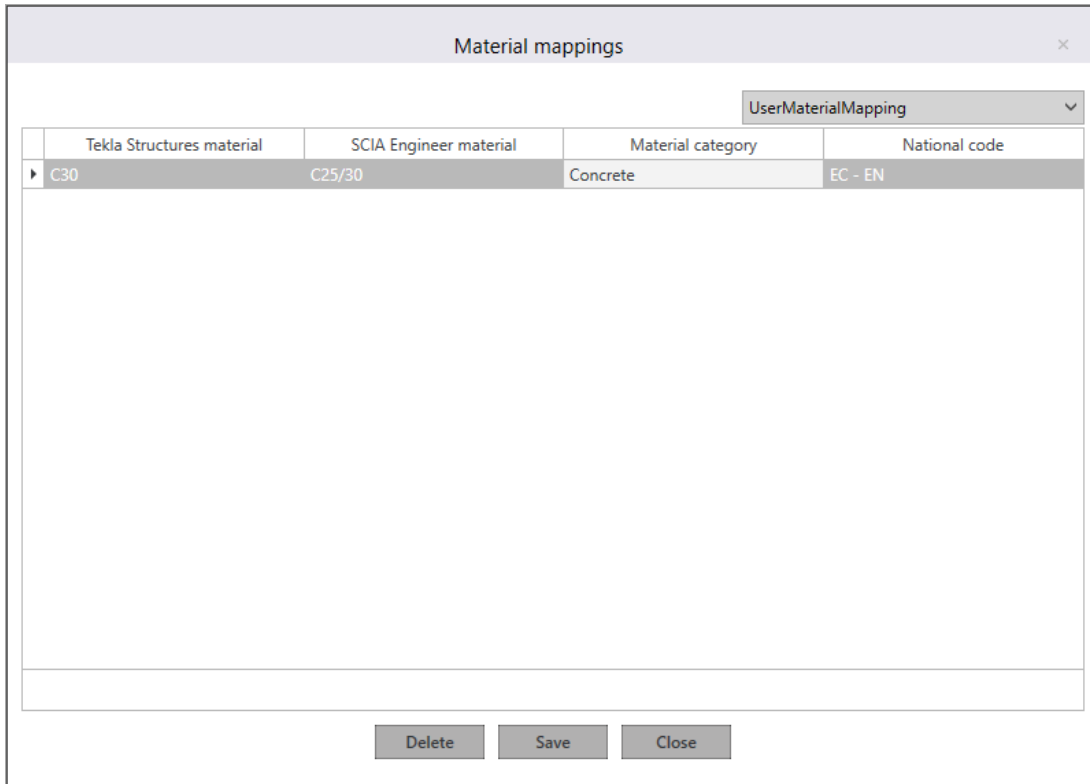 Material mappings
UserMaterialMapping
Tekla Structures material SCIA Engineer material Material category National code
C30 C25/30 Concrete EC - EN
Delete Save Close